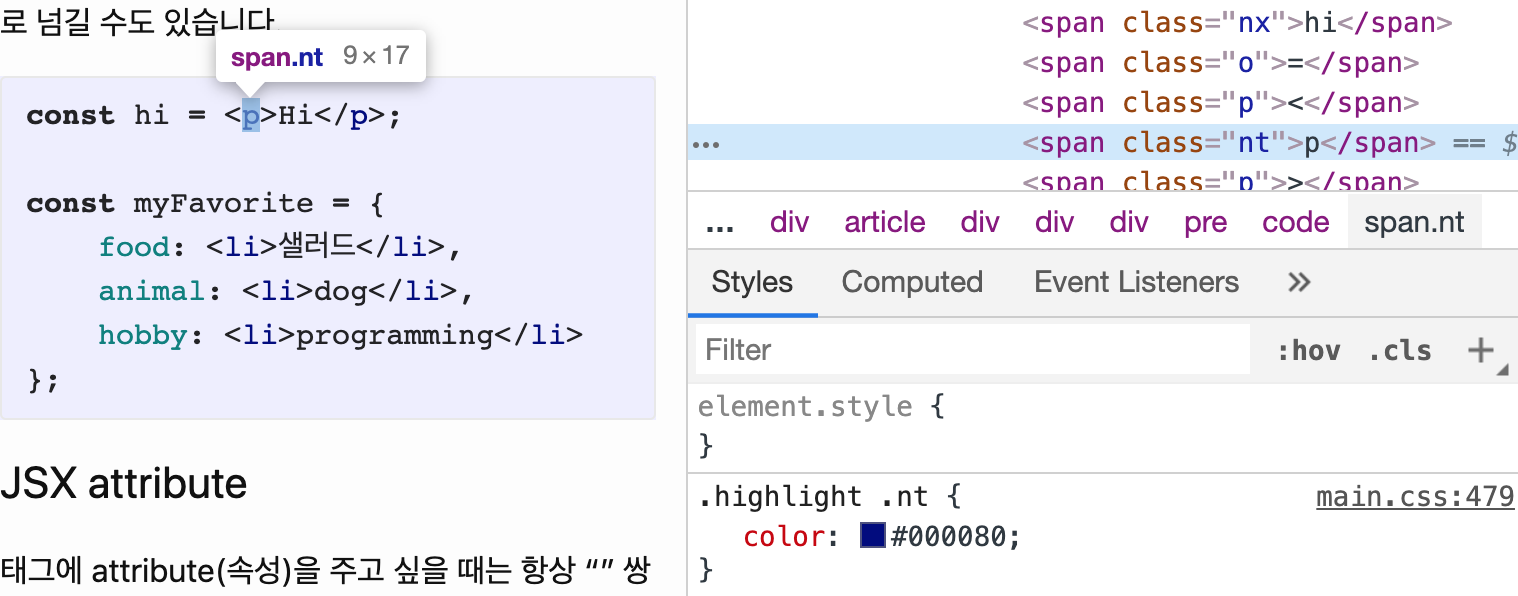 로 넘길 수도 있습니다
span.nt 9×17
const hi = <p>Hi</p>;
const myFavorite = {
food: <li>샐러드</li>,
animal: <li>dog</li>,
hobby: <li>programming</li>
};
JSX attribute
태그에 attribute(속성)을 주고 싶을 때는 항상 “” 쌍
<span class="nx">hi</span>
<span class="o">=</span>
<span class="p"><</span>
… <span class="nt">p</span> == $
<span class="p">></span>
… div article div div div pre code span.nt
Styles Computed Event Listeners »
Filter :hov .cls +
element.style {
}
.highlight .nt { main.css:479
color: #000080;
}